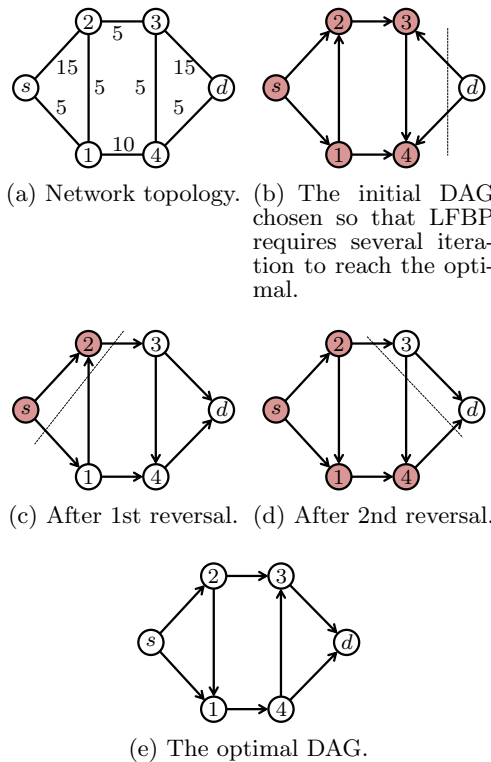 2 5 3
15 15
s 5 5 d
5 5
10
1 4
2 3
s d
1 4
(a) Network topology.
(b) The initial DAG
chosen so that LFBP
requires several itera-
tion to reach the opti-
mal.
2 3
s d
1 4
2 3
s d
1 4
(c) After 1st reversal.
(d) After 2nd reversal.
2 3
s d
1 4
(e) The optimal DAG.